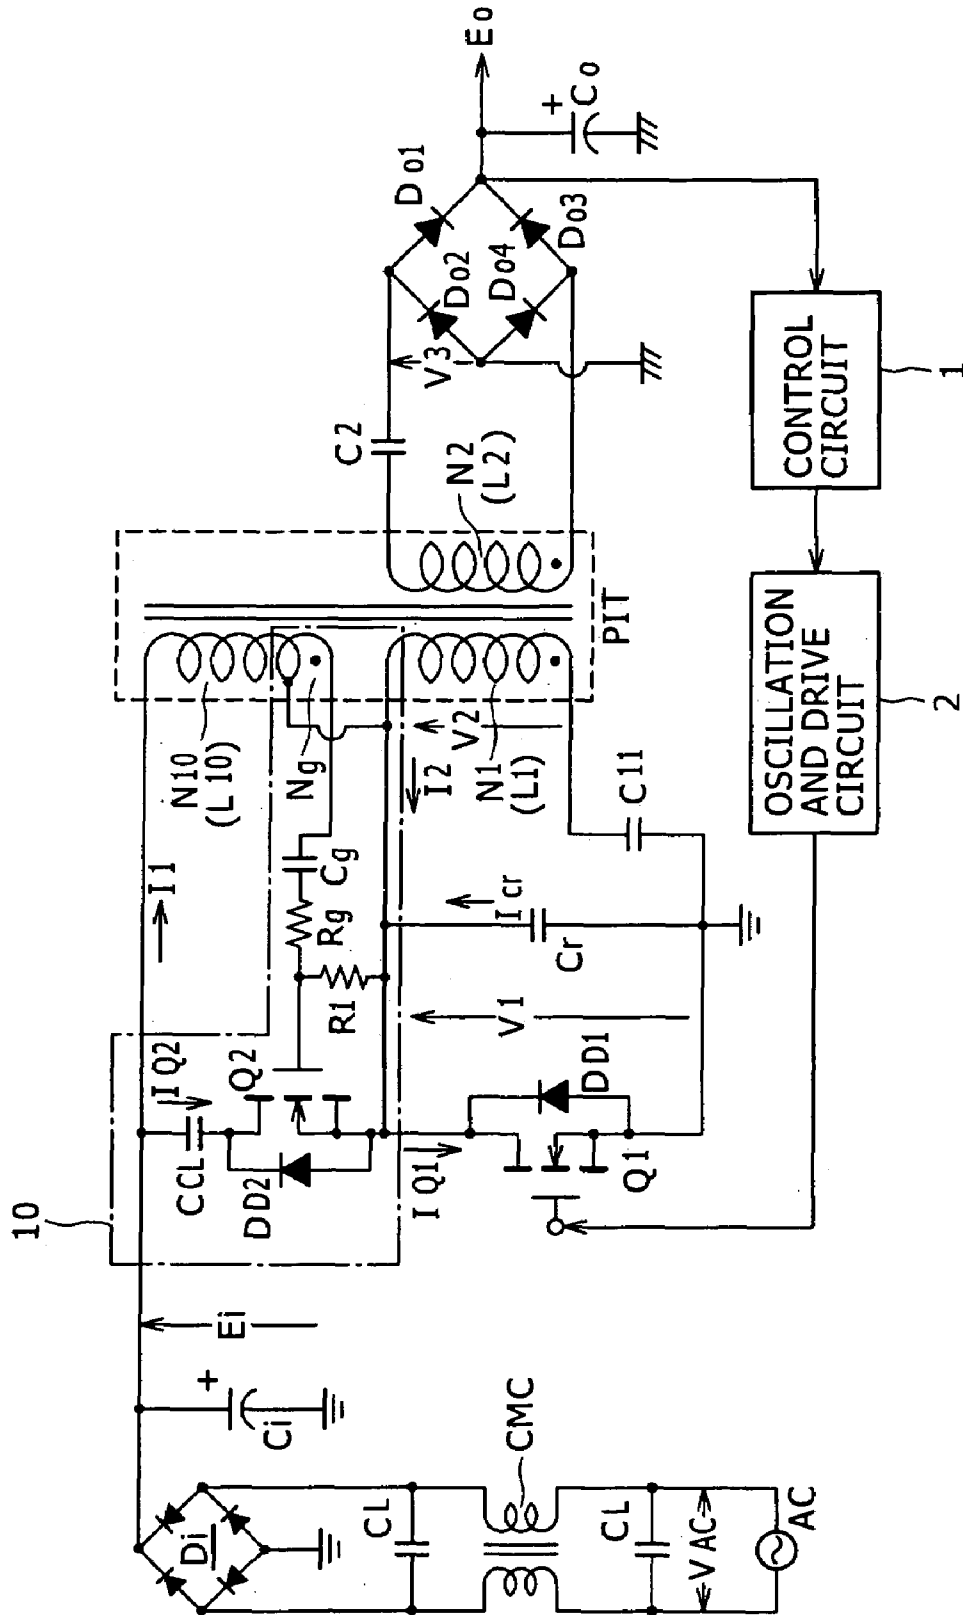 10
CCL
IQ2
Q2
DD2
I1
Rg
Cg
R1
N10
(L10)
Ng
PIT
N2
(L2)
C2
V3
Do1
Do2
Do4
Do3
Eo
+
Co
Ei
+
Ci
Di
CL
CMC
CL
VAC
AC
IQ1
DD1
Q1
V1
Cr
Icr
C11
I2
V2
N1
(L1)
OSCILLATION
AND DRIVE
CIRCUIT
2
CONTROL
CIRCUIT
1